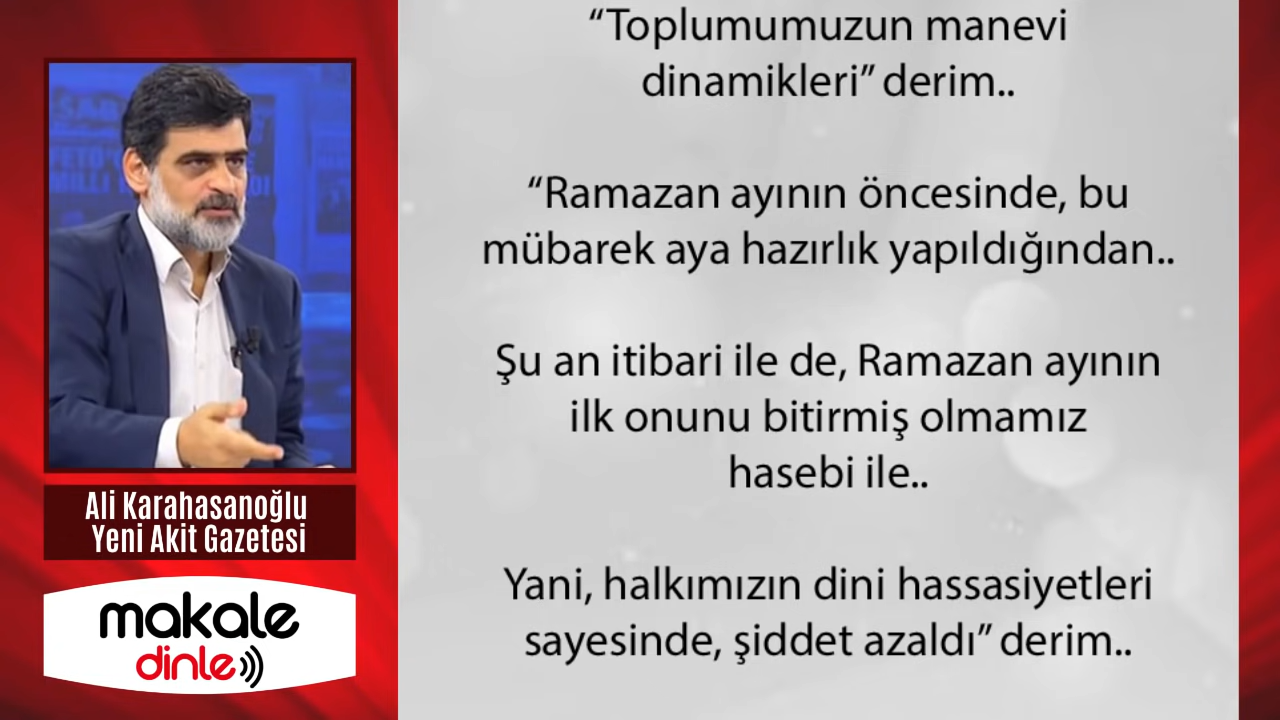 “Toplumumuzun manevi
dinamikleri” derim..
“Ramazan ayının öncesinde, bu
mübarek aya hazırlık yapıldığından..
Şu an itibari ile de, Ramazan ayının
ilk onunu bitirmiş olmamız
hasebi ile..
Yani, halkımızın dini hassasiyetleri
sayesinde, şiddet azaldı” derim..
Ali Karahasanoğlu
Yeni Akit Gazetesi
makale
dinle